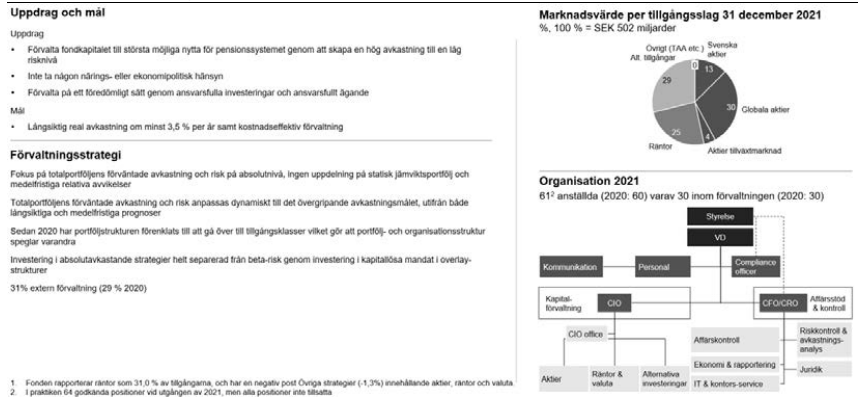 Uppdrag och mål
Uppdrag
• Förvalta fondkapitalet till största möjliga nytta för pensionssystemet genom att skapa en hög avkastning till en låg
risknivå
• Inte ta någon närings- eller ekonomipolitisk hänsyn
• Förvalta på ett föredömligt sätt genom ansvarsfulla investeringar och ansvarsfullt ägande
Mål
• Långsiktig real avkastning om minst 3,5 % per år samt kostnadseffektiv förvaltning
Förvaltningsstrategi
Fokus på totalportföljens förväntade avkastning och risk på absolutnivå, ingen uppdelning på statisk jämviktsportfölj och
medelfristiga relativa avvikelser
Totalportföljens förväntade avkastning och risk anpassas dynamiskt till det övergripande avkastningsmålet, utifrån både
långsiktiga och medelfristiga prognoser
Sedan 2020 har portföljstrukturen förenklats till att gå över till tillgångsklasser vilket gör att portfölj- och organisationsstruktur
speglar varandra
Investering i absolutavkastande strategier helt separerad från beta-risk genom investering i kapitallösa mandat i overlay-
strukturer
31% extern förvaltning (29 % 2020)
1. Fonden rapporterar räntor som 31,0 % av tillgångarna, och har en negativ post Övriga strategier (-1,3%) innehållande aktier, räntor och valuta
2. I praktiken 64 godkända positioner vid utgången av 2021, men alla positioner inte tillsatta
Marknadsvärde per tillgångsslag 31 december 2021
%, 100 % = SEK 502 miljarder
Övrigt (TAA etc.)
Svenska
aktier
Alt. tillgångar
0
13
29
30
Globala aktier
25
4
Räntor
Aktier tillväxtmarknad
Organisation 2021
61² anställda (2020: 60) varav 30 inom förvaltningen (2020: 30)
Styrelse
VD
Kommunikation
Personal
Compliance
officer
Kapital-
förvaltning
CIO
CFO/CRO
Affärsstöd
& kontroll
CIO office
Affärskontroll
Riskkontroll &
avkastnings-
analys
Ekonomi & rapportering
Juridik
Aktier
Räntor &
valuta
Alternativa
investeringar
IT & kontors-service